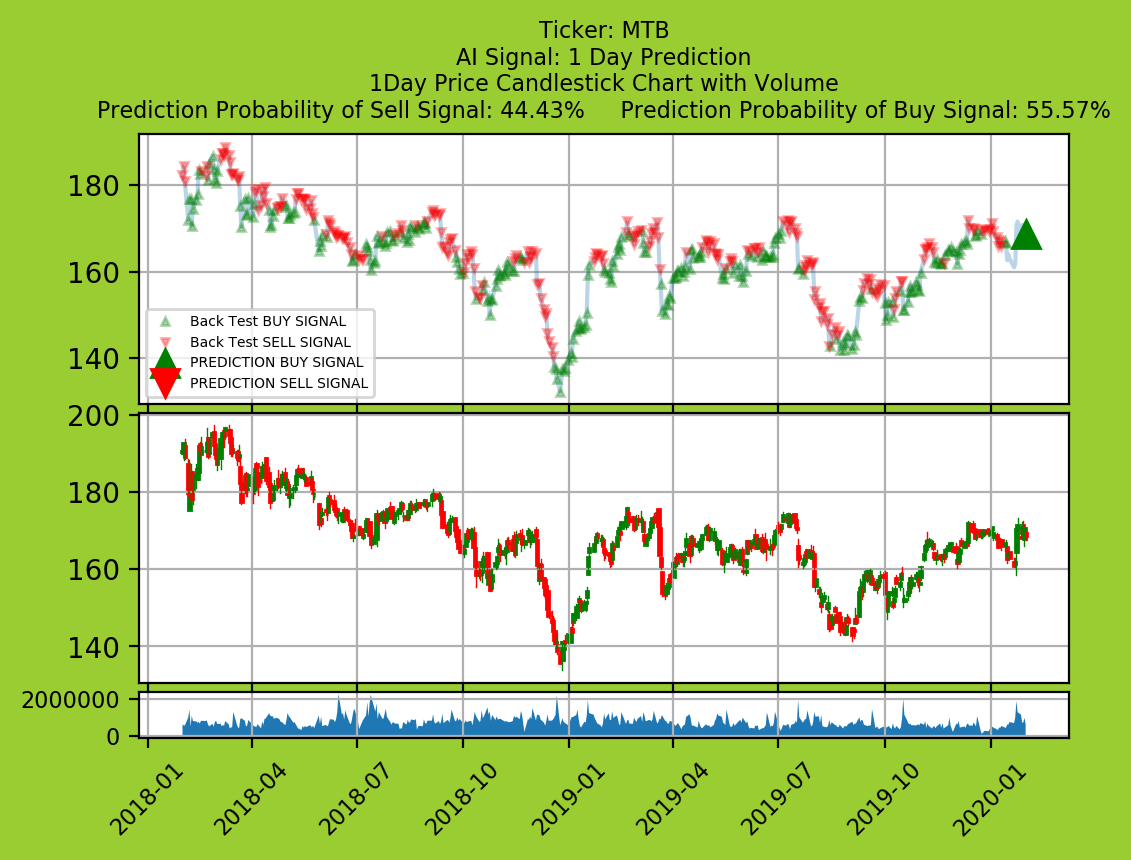 Ticker: MTB
AI Signal: 1 Day Prediction
1Day Price Candlestick Chart with Volume
Prediction Probability of Sell Signal: 44.43%     Prediction Probability of Buy Signal: 55.57%
180
160
140
Back Test BUY SIGNAL
Back Test SELL SIGNAL
PREDICTION BUY SIGNAL
PREDICTION SELL SIGNAL
200
180
160
140
2000000
0
2018-01
2018-04
2018-07
2018-10
2019-01
2019-04
2019-07
2019-10
2020-01